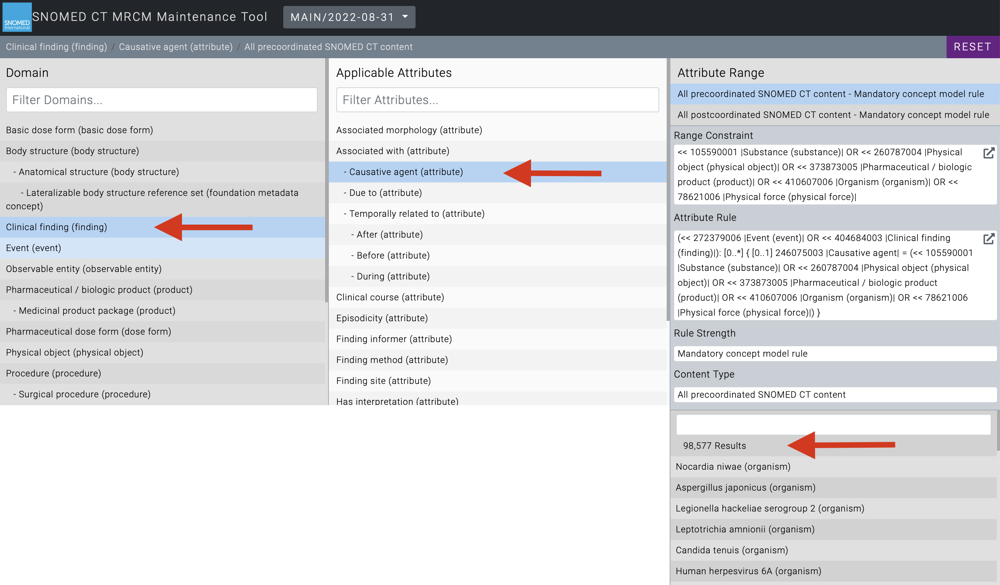 SNOMED
International
SNOMED CT MRCM Maintenance Tool
MAIN/2022-08-31
Clinical finding (finding) / Causative agent (attribute) / All precoordinated SNOMED CT content
RESET
Domain
Filter Domains...
Basic dose form (basic dose form)
Body structure (body structure)
- Anatomical structure (body structure)
- Lateralizable body structure reference set (foundation metadata
concept)
Clinical finding (finding)
Event (event)
Observable entity (observable entity)
Pharmaceutical / biologic product (product)
- Medicinal product package (product)
Pharmaceutical dose form (dose form)
Physical object (physical object)
Procedure (procedure)
- Surgical procedure (procedure)
Applicable Attributes
Filter Attributes...
Associated morphology (attribute)
Associated with (attribute)
- Causative agent (attribute)
- Due to (attribute)
- Temporally related to (attribute)
- After (attribute)
- Before (attribute)
- During (attribute)
Clinical course (attribute)
Episodicity (attribute)
Finding informer (attribute)
Finding method (attribute)
Finding site (attribute)
Has interpretation (attribute)
Attribute Range
All precoordinated SNOMED CT content - Mandatory concept model rule
All postcoordinated SNOMED CT content - Mandatory concept model rule
Range Constraint
<< 105590001 |Substance (substance)| OR << 260787004 |Physical
object (physical object)| OR << 373873005 |Pharmaceutical / biologic
product (product)| OR << 410607006 |Organism (organism)| OR <<
78621006 |Physical force (physical force)|
Attribute Rule
(<< 272379006 |Event (event)| OR << 404684003 |Clinical finding
(finding)|): [0..*] { [0..1] 246075003 |Causative agent| = (<< 105590001
|Substance (substance)| OR << 260787004 |Physical object (physical
object)| OR << 373873005 |Pharmaceutical / biologic product
(product)| OR << 410607006 |Organism (organism)| OR << 78621006
|Physical force (physical force)|) }
Rule Strength
Mandatory concept model rule
Content Type
All precoordinated SNOMED CT content
98,577 Results
Nocardia niwae (organism)
Aspergillus japonicus (organism)
Legionella hackeliae serogroup 2 (organism)
Leptotrichia amnionii (organism)
Candida tenuis (organism)
Human herpesvirus 6A (organism)